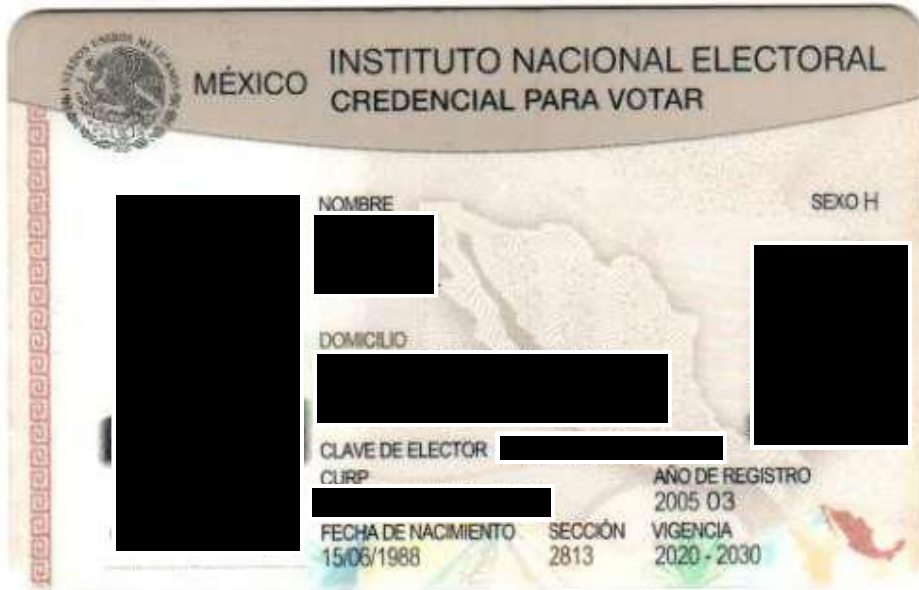 MÉXICO
INSTITUTO NACIONAL ELECTORAL
CREDENCIAL PARA VOTAR
NOMBRE
SEXO H
DOMICILIO
CLAVE DE ELECTOR
CURP
AÑO DE REGISTRO
2005 03
FECHA DE NACIMIENTO
SECCIÓN
VIGENCIA
15/06/1988
2813
2020 - 2030